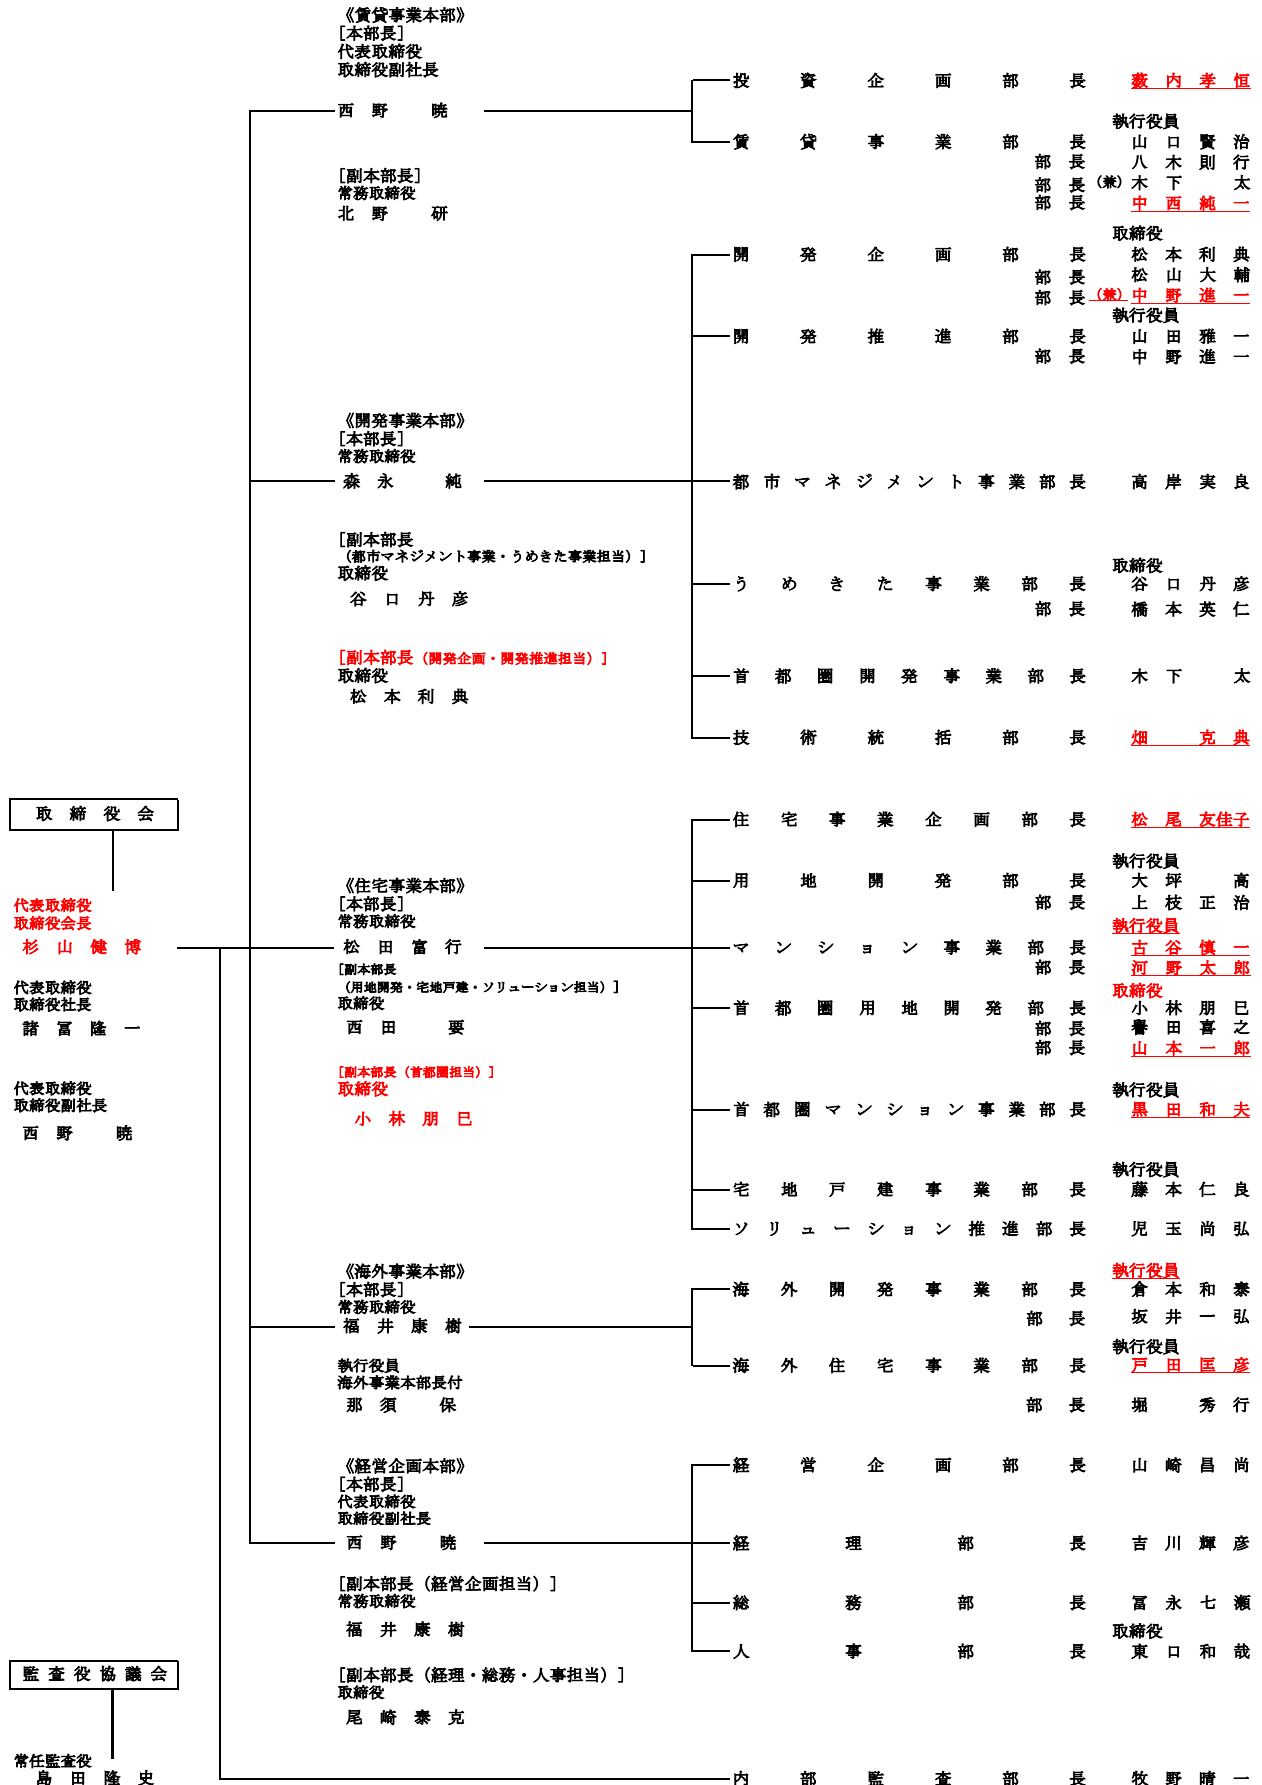 取締役会
代表取締役
取締役会長
杉山健博
代表取締役
取締役社長
諸冨隆一
代表取締役
取締役副社長
西野 暁
監査役協議会
常任監査役
島田隆史
《賃貸事業本部》
[本部長]
代表取締役
取締役副社長
西野 暁
[副本部長]
常務取締役
北野 研
投資企画部長 藪内孝恒
執行役員
賃貸事業部長 山口賢治
部長 八木則行
部長 (兼) 木下 太
部長 中西純一
《開発事業本部》
[本部長]
常務取締役
森永 純
[副本部長
(都市マネジメント事業・うめきた事業担当)]
取締役
谷口丹彦
[副本部長(開発企画・開発推進担当)]
取締役
松本利典
取締役
開発企画部長 松本利典
部長 松山大輔
部長 (兼) 中野進一
執行役員
開発推進部長 山田雅一
部長 中野進一
都市マネジメント事業部長 高岸実良
取締役
うめきた事業部長 谷口丹彦
部長 橋本英仁
首都圏開発事業部長 木下 太
技術統括部長 畑 克典
《住宅事業本部》
[本部長]
常務取締役
松田富行
[副本部長
(用地開発・宅地戸建・ソリューション担当)]
取締役
西田 要
[副本部長(首都圏担当)]
取締役
小林朋巳
住宅事業企画部長 松尾友佳子
執行役員
用地開発部長 大坪 高
部長 上枝正治
執行役員
マンション事業部長 古谷慎一
部長 河野太郎
取締役
首都圏用地開発部長 小林朋巳
部長 譽田喜之
部長 山本一郎
執行役員
首都圏マンション事業部長 黒田和夫
執行役員
宅地戸建事業部長 藤本仁良
ソリューション推進部長 児玉尚弘
《海外事業本部》
[本部長]
常務取締役
福井康樹
執行役員
海外事業本部長付
那須 保
執行役員
海外開発事業部長 倉本和泰
部長 坂井一弘
執行役員
海外住宅事業部長 戸田匡彦
部長 堀 秀行
《経営企画本部》
[本部長]
代表取締役
取締役副社長
西野 暁
[副本部長(経営企画担当)]
常務取締役
福井康樹
[副本部長(経理・総務・人事担当)]
取締役
尾崎泰克
経営企画部長 山崎昌尚
経理部長 吉川輝彦
総務部長 冨永七瀬
取締役
人事部長 東口和哉
内部監査部長 牧野晴一